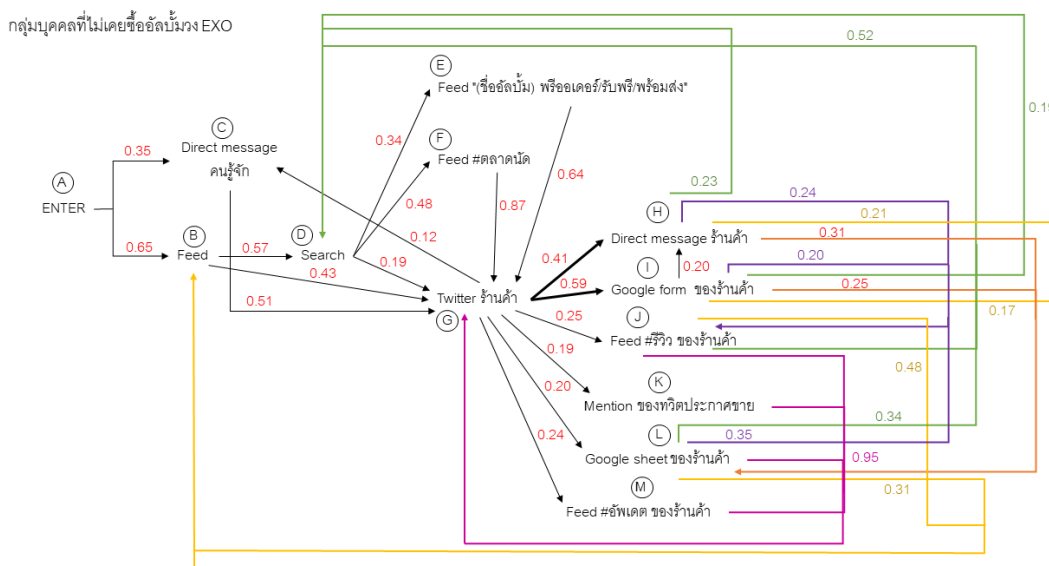 กลุ่มบุคคลที่ไม่เคยซื้ออัลบั้มวง EXO
0.52
E
Feed "(ชื่ออัลบั้ม) พรีออเดอร์/รับพรี/พร้อมส่ง"
0.19
C
Direct message
คนรู้จัก
0.35
0.34
F
Feed #ตลาดนัด
0.64
A
ENTER
0.48
0.87
0.23
0.24
H
0.21
B
D
0.12
Direct message ร้านค้า
0.31
0.65
Feed
0.57
Search
0.41
I
0.20
0.20
0.43
0.19
0.59
Google form ของร้านค้า
0.25
0.51
Twitter ร้านค้า
G
0.25
J
0.17
Feed #รีวิว ของร้านค้า
0.19
0.48
K
0.20
Mention ของทวิตประกาศขาย
0.34
0.24
L
0.35
Google sheet ของร้านค้า
0.95
M
0.31
Feed #อัพเดต ของร้านค้า